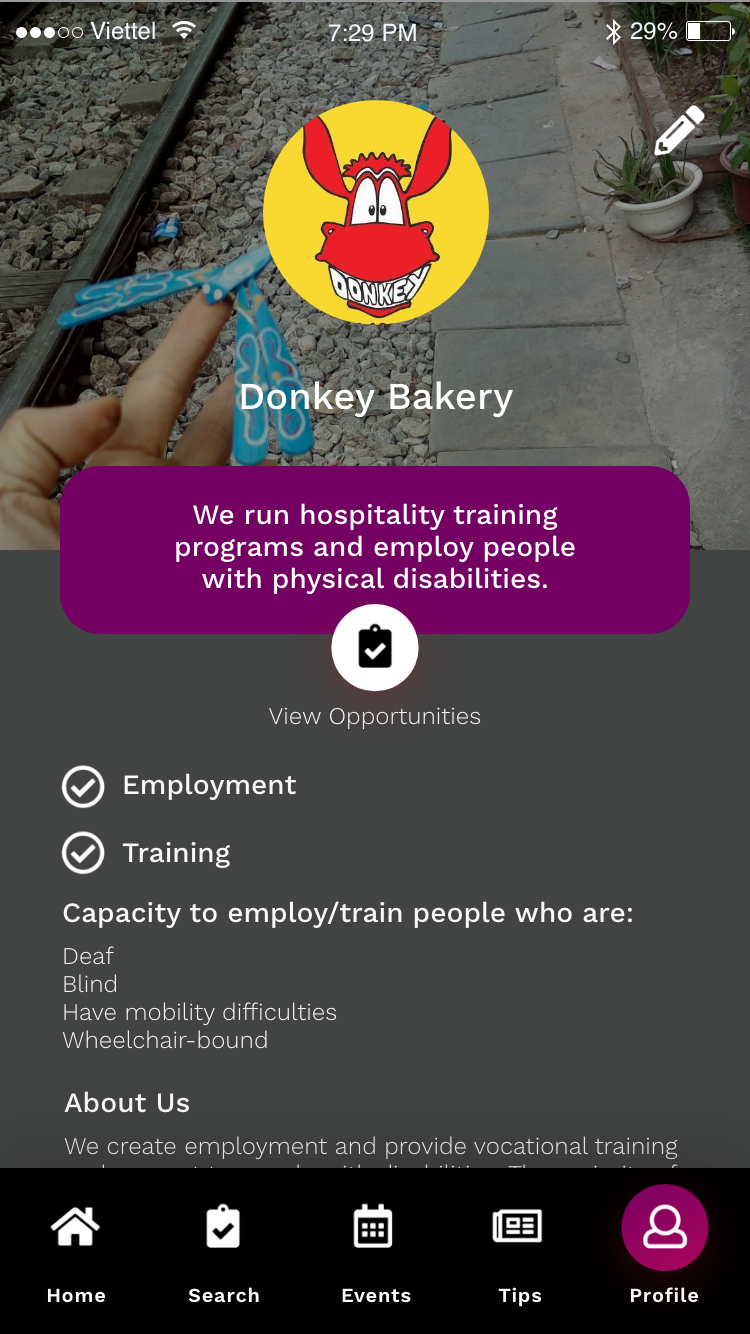 Viettel 7:29 PM 29%
DONKEY
Donkey Bakery
We run hospitality training
programs and employ people
with physical disabilities.
View Opportunities
Employment
Training
Capacity to employ/train people who are:
Deaf
Blind
Have mobility difficulties
Wheelchair-bound
About Us
We create employment and provide vocational training
Home Search Events Tips Profile